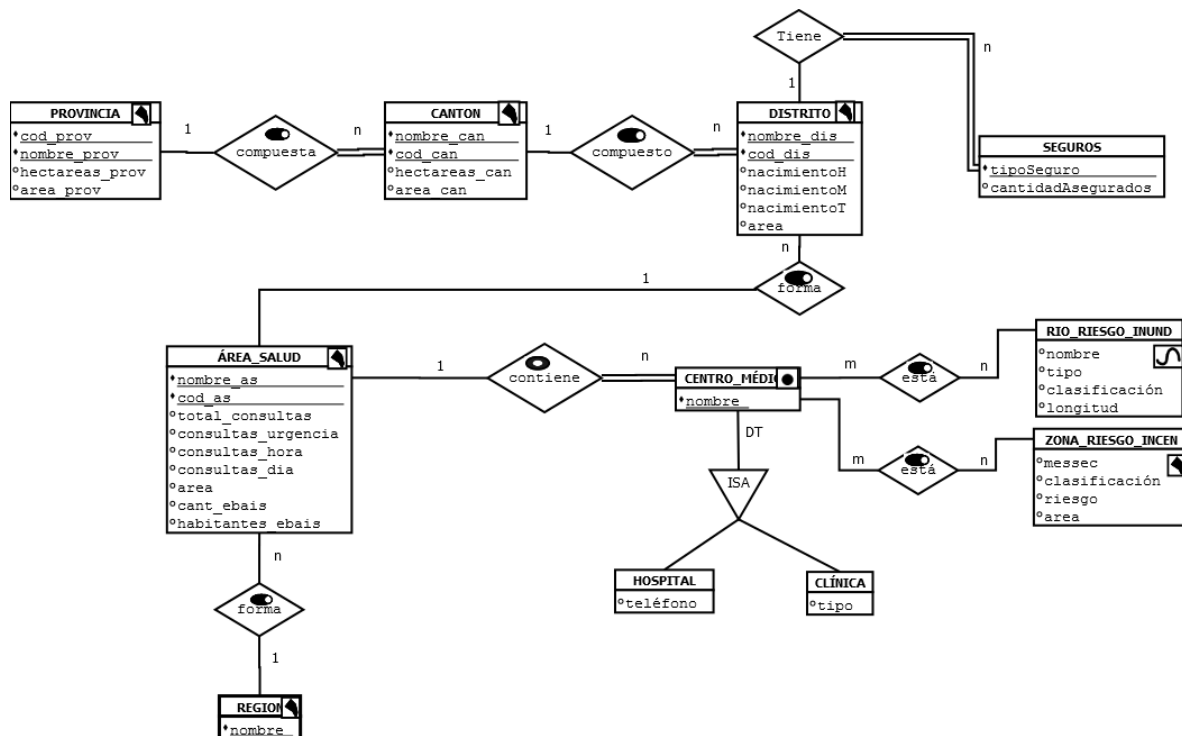 Tiene
1
n
PROVINCIA
cod_prov
nombre_prov
hectareas_prov
area_prov
1
compuesta
n
CANTON
nombre_can
cod_can
hectareas_can
area_can
1
compuesto
n
DISTRITO
nombre_dis
cod_dis
nacimientoH
nacimientoM
nacimientoT
area
SEGUROS
tipoSeguro
cantidadAsegurados
n
forma
1
ÁREA_SALUD
nombre_as
cod_as
total_consultas
consultas_urgencia
consultas_hora
consultas_dia
area
cant_ebais
habitantes_ebais
1
contiene
n
CENTRO_MÉDIC
nombre_
m
está
n
RIO_RIESGO_INUND
nombre
tipo
clasificación
longitud
m
está
n
ZONA_RIESGO_INCEN
messec
clasificación
riesgo
area
DT
ISA
HOSPITAL
teléfono
CLÍNICA
tipo
n
forma
1
REGION
nombre_